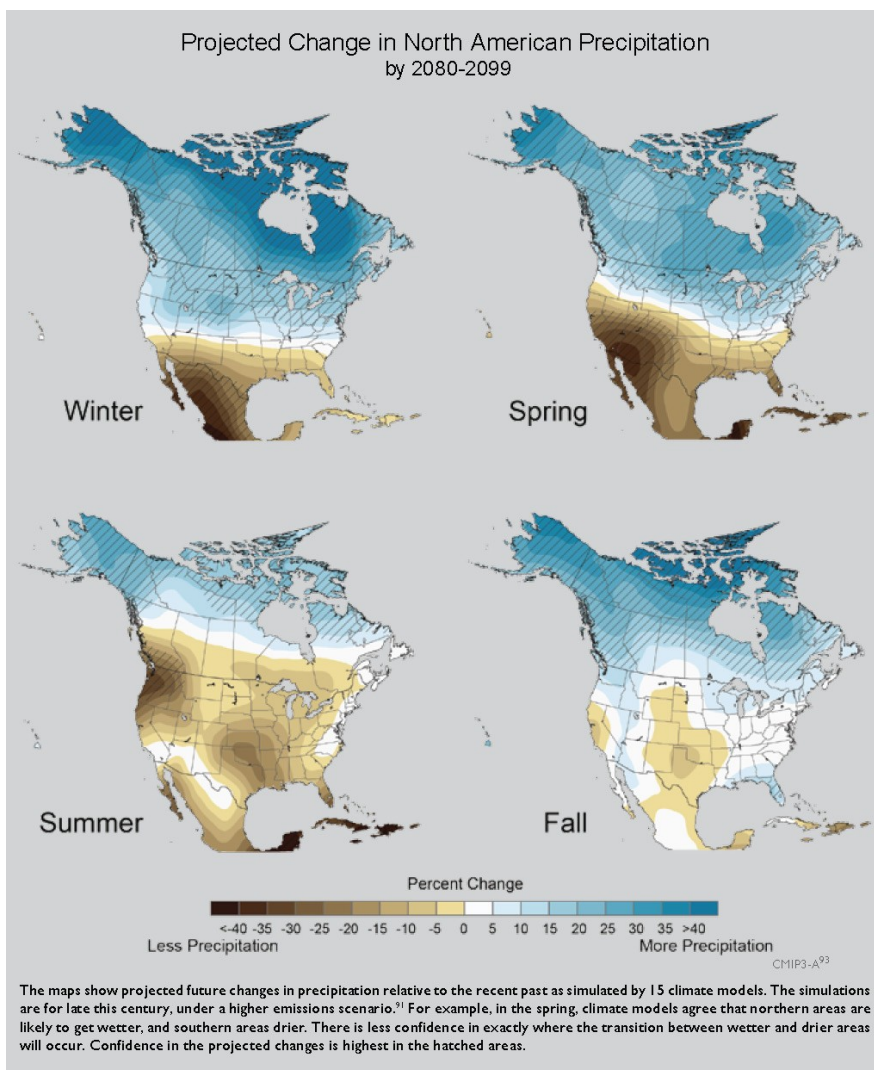 Projected Change in North American Precipitation
by 2080-2099
Winter
Spring
Summer
Fall
Percent Change
<-40 -35 -30 -25 -20 -15 -10 -5 0 5 10 15 20 25 30 35 >40
Less Precipitation More Precipitation
CMIP3-A93
The maps show projected future changes in precipitation relative to the recent past as simulated by 15 climate models. The simulations
are for late this century, under a higher emissions scenario.91 For example, in the spring, climate models agree that northern areas are
likely to get wetter, and southern areas drier. There is less confidence in exactly where the transition between wetter and drier areas
will occur. Confidence in the projected changes is highest in the hatched areas.